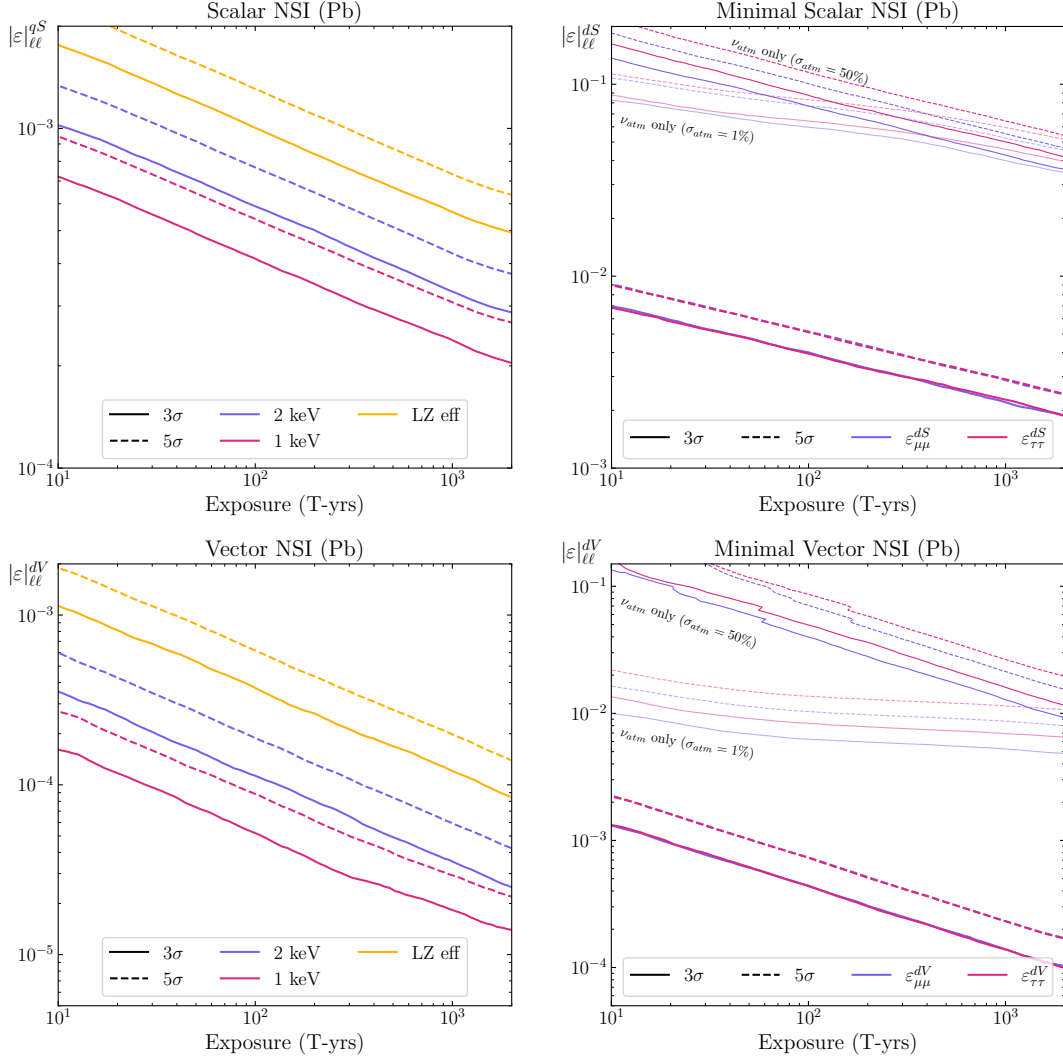 Scalar NSI (Pb)
|ε|^{qS}_{ℓℓ}
10^{-3}
10^{-4}
3σ 2 keV LZ eff
5σ 1 keV
10^1 10^2 10^3
Exposure (T-yrs)
Minimal Scalar NSI (Pb)
|ε|^{dS}_{ℓℓ}
10^{-1}
10^{-2}
10^{-3}
ν_{atm} only (σ_{atm} = 50%)
ν_{atm} only (σ_{atm} = 1%)
3σ 5σ ε^{dS}_{μμ} ε^{dS}_{ττ}
10^1 10^2 10^3
Exposure (T-yrs)
Vector NSI (Pb)
|ε|^{dV}_{ℓℓ}
10^{-3}
10^{-4}
10^{-5}
3σ 2 keV LZ eff
5σ 1 keV
10^1 10^2 10^3
Exposure (T-yrs)
Minimal Vector NSI (Pb)
|ε|^{dV}_{ℓℓ}
10^{-1}
10^{-2}
10^{-3}
10^{-4}
ν_{atm} only (σ_{atm} = 50%)
ν_{atm} only (σ_{atm} = 1%)
3σ 5σ ε^{dV}_{μμ} ε^{dV}_{ττ}
10^1 10^2 10^3
Exposure (T-yrs)